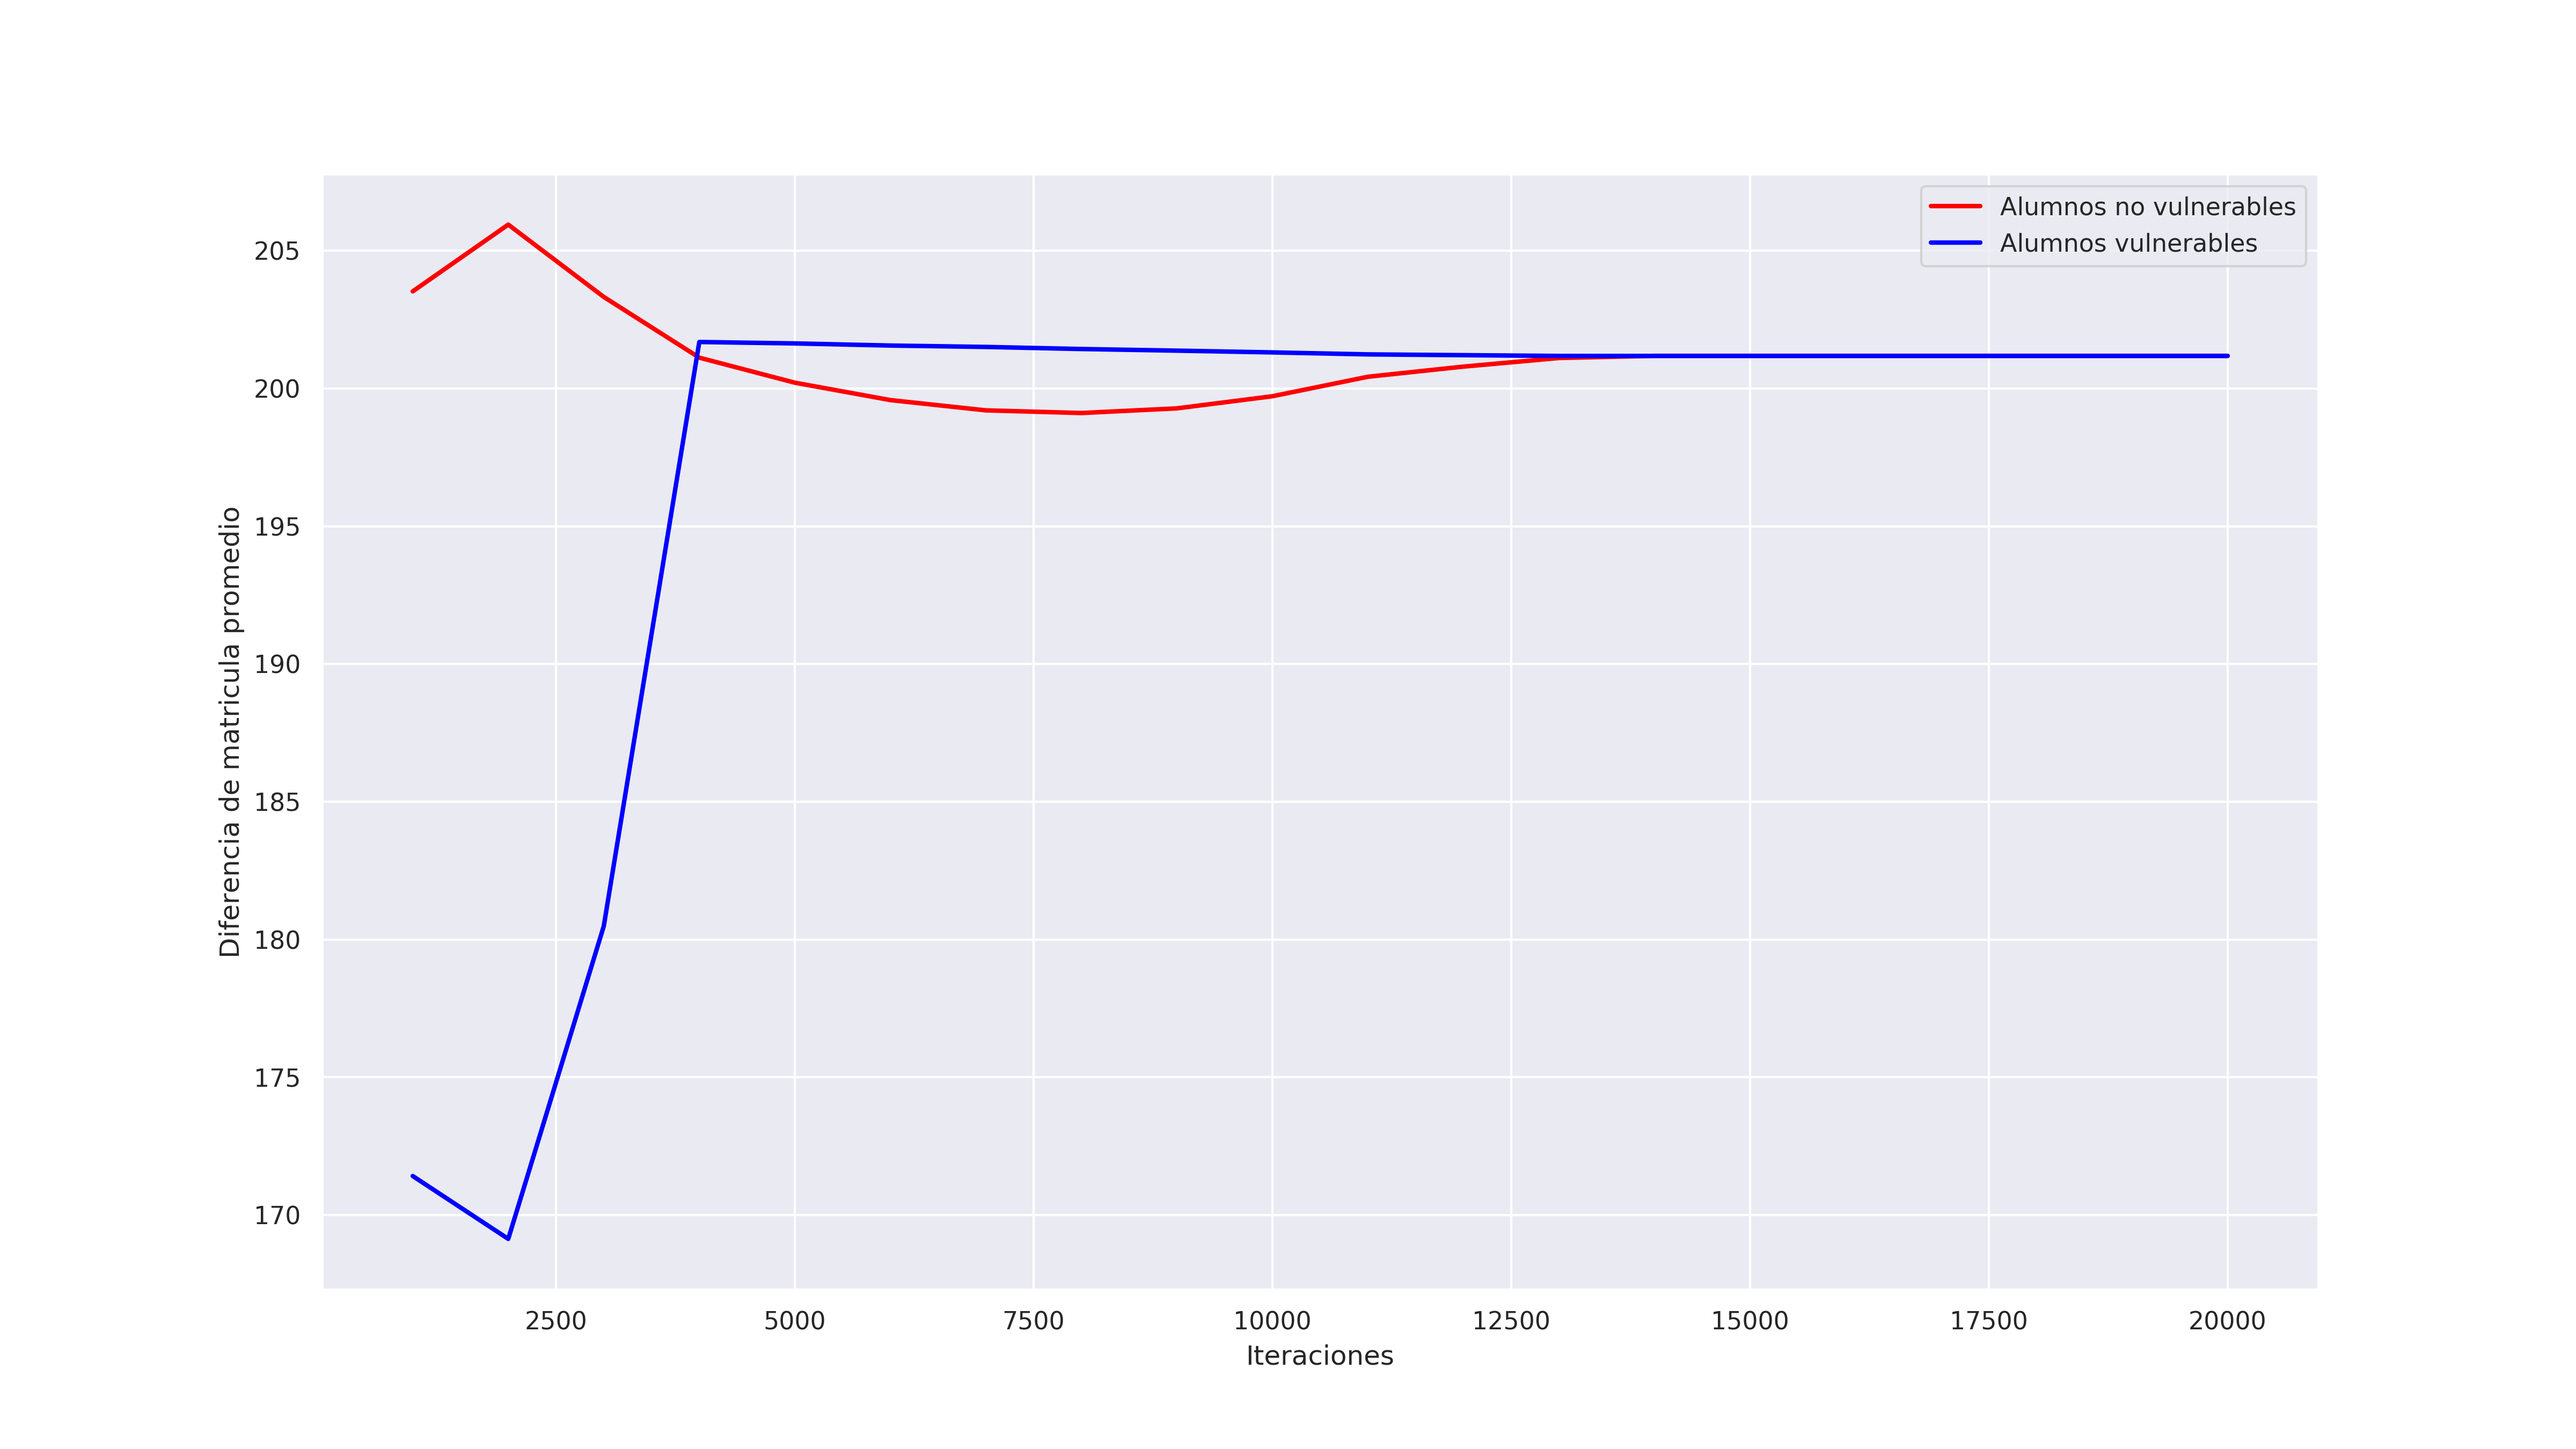 Alumnos no vulnerables
Alumnos vulnerables
205
200
195
190
185
180
175
170
Diferencia de matricula promedio
2500 5000 7500 10000 12500 15000 17500 20000
Iteraciones